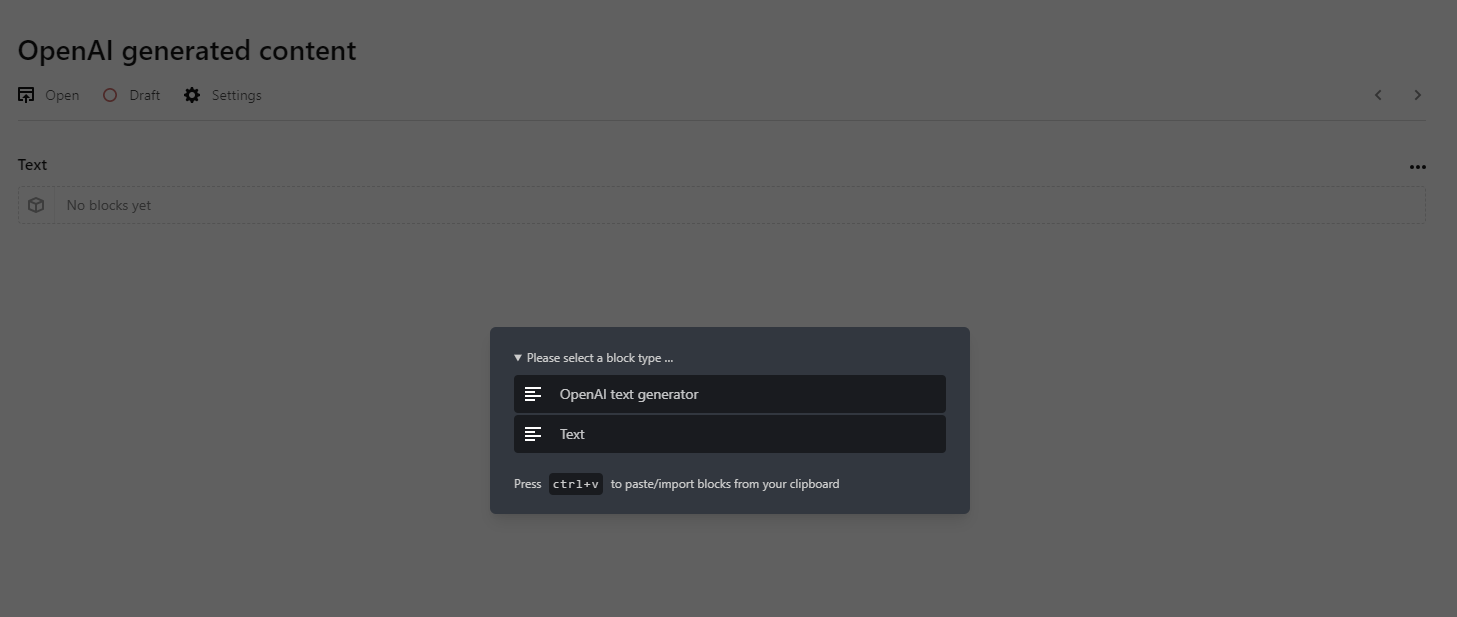 OpenAI generated content
Open Draft Settings
Text
No blocks yet
Please select a block type ...
OpenAI text generator
Text
Press ctrl+v to paste/import blocks from your clipboard